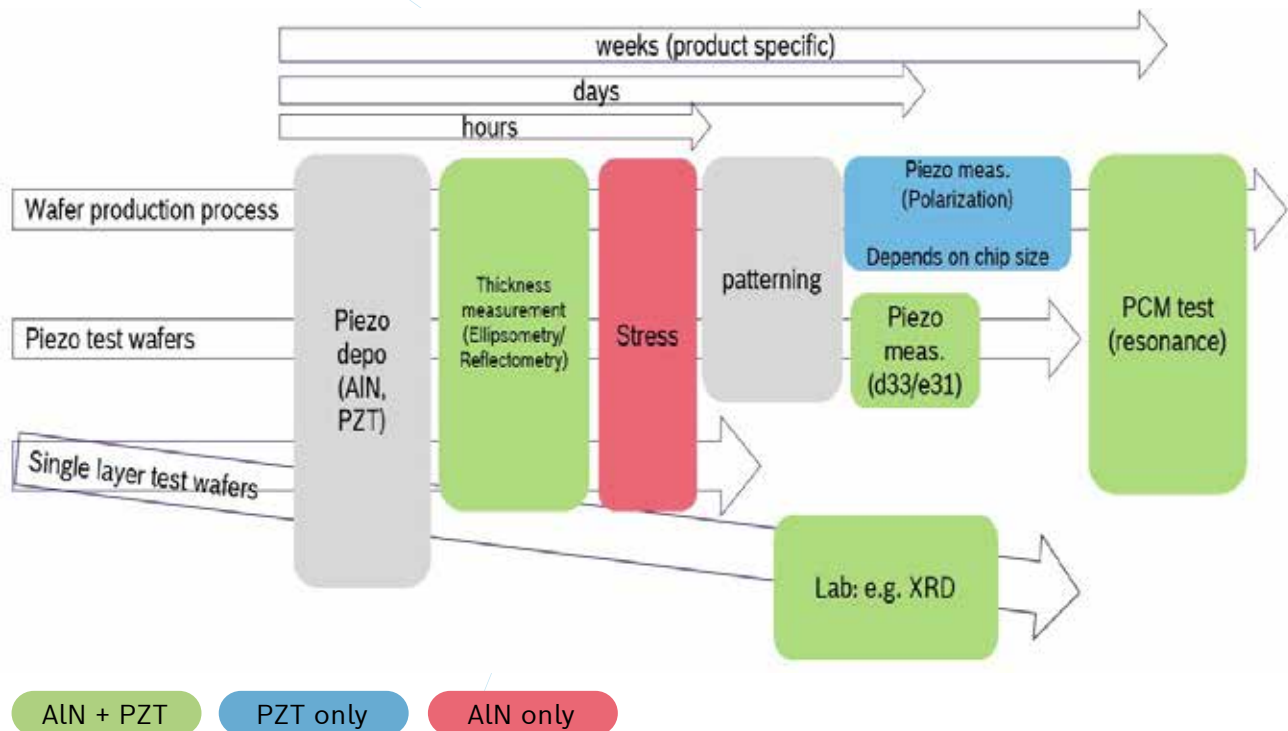 weeks (product specific)
days
hours
Wafer production process
Piezo test wafers
Single layer test wafers
Piezo
depo
(AlN,
PZT)
Thickness
measurement
(Ellipsometry/
Reflectometry)
Stress
patterning
Piezo meas.
(Polarization)
Depends on chip size
Piezo
meas.
(d33/e31)
PCM test
(resonance)
Lab: e.g. XRD
AlN + PZT
PZT only
AlN only